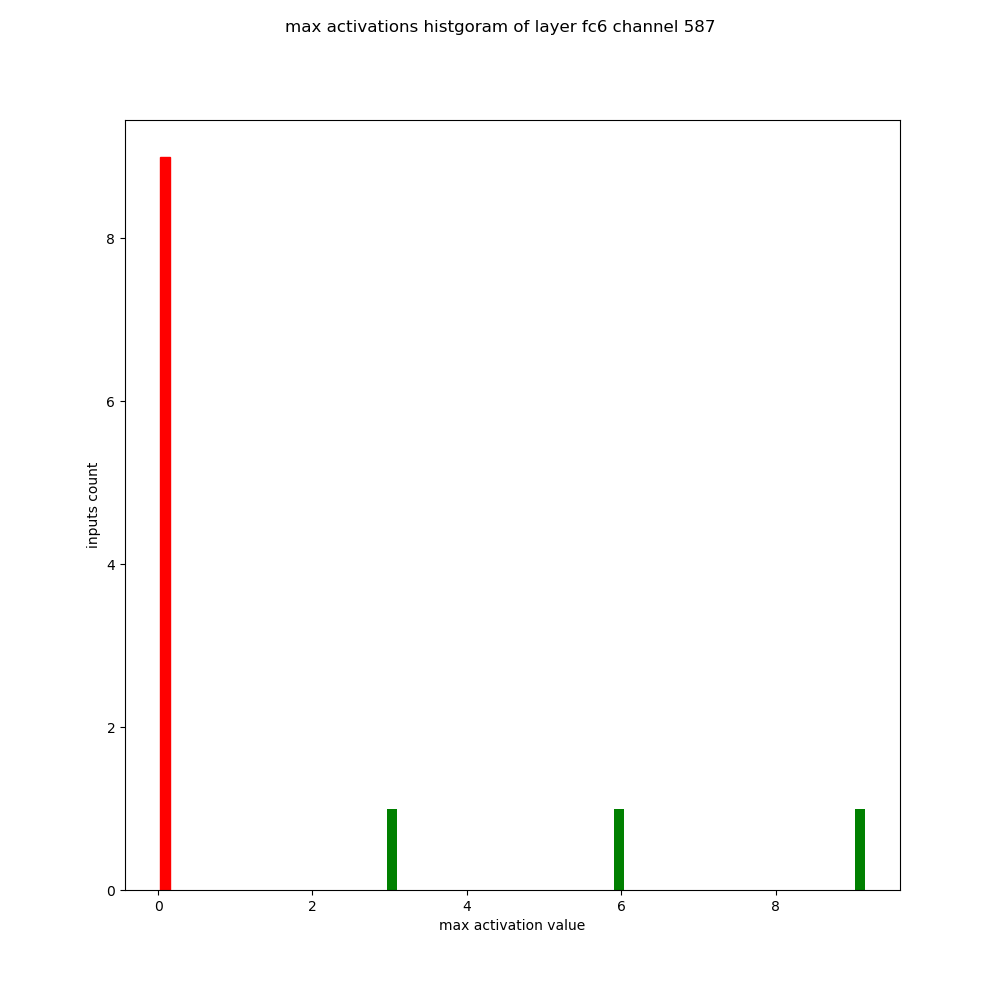 max activations histgoram of layer fc6 channel 587
8
6
4
2
0
inputs count
0 2 4 6 8
max activation value